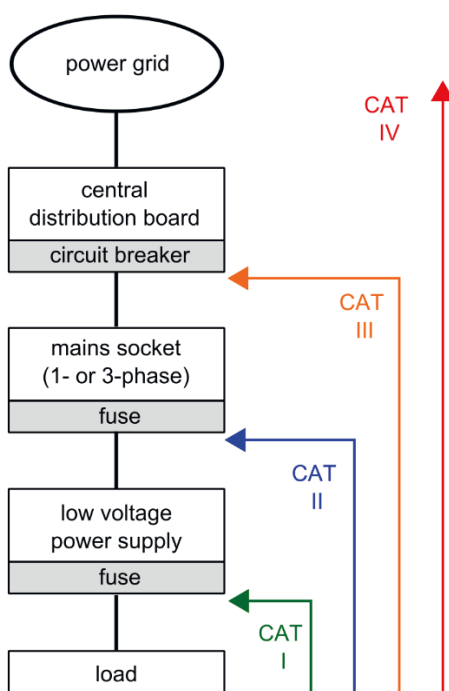 power grid
CAT
IV
central
distribution board
circuit breaker
CAT
III
mains socket
(1- or 3-phase)
fuse
CAT
II
low voltage
power supply
fuse
CAT
I
load